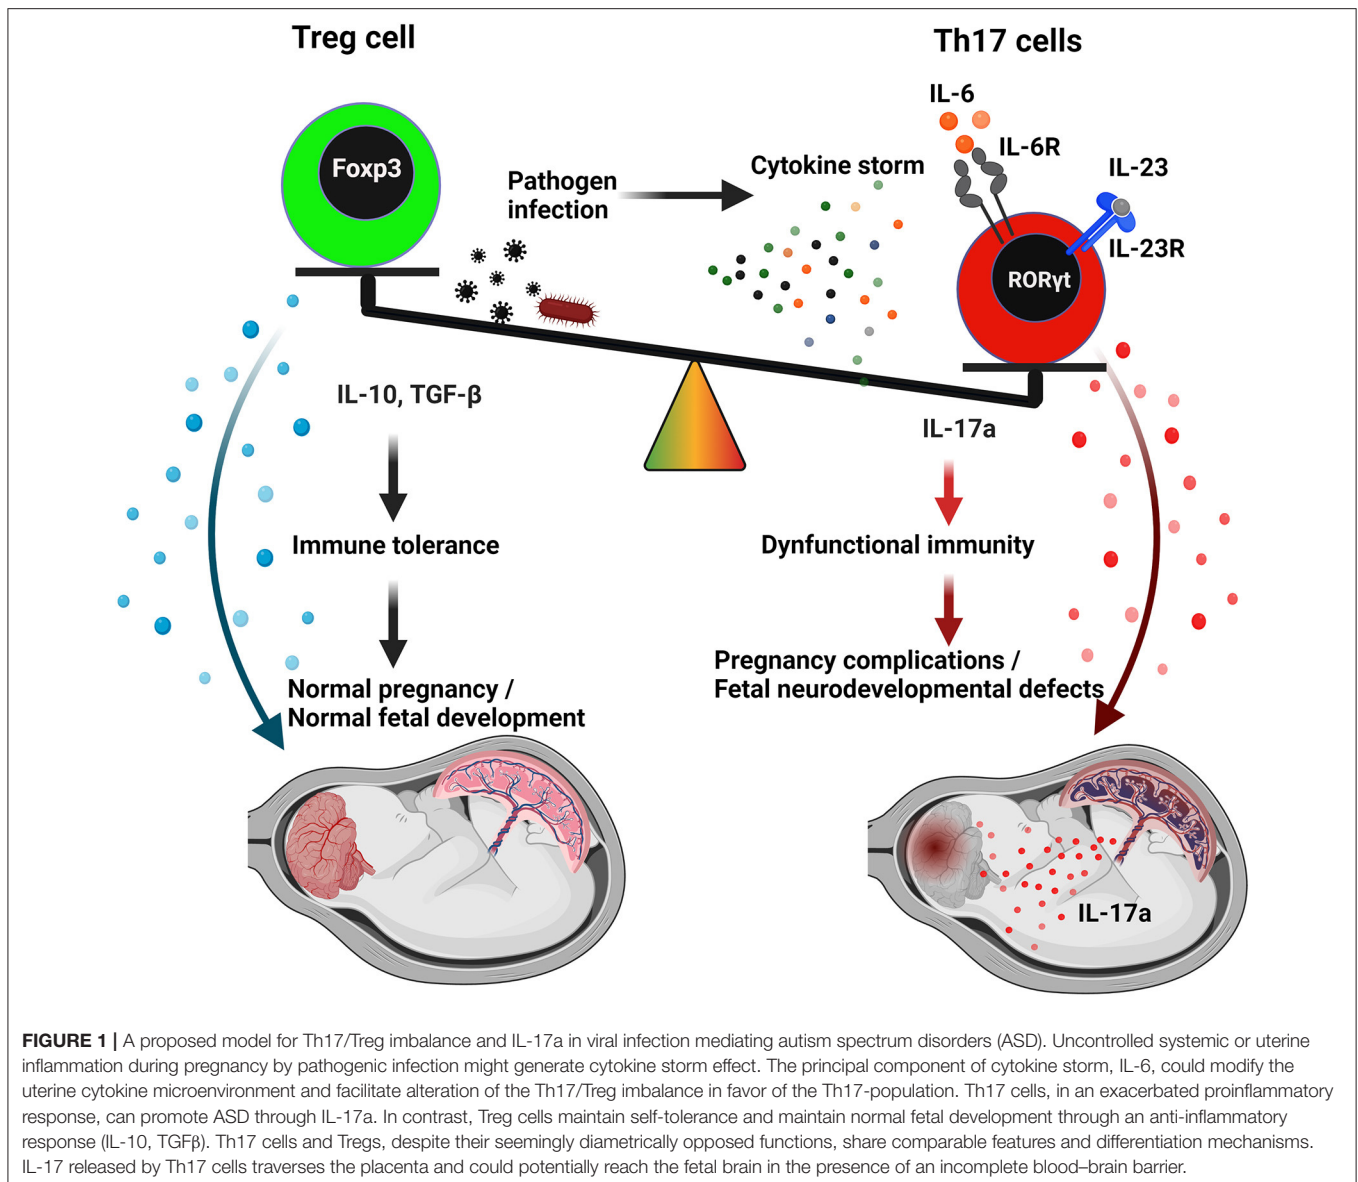 Treg cell
Th17 cells
IL-6
IL-6R
Cytokine storm
IL-23
Foxp3
Pathogen
infection
IL-23R
RORγt
IL-10, TGF-β
IL-17a
Immune tolerance
Dynfunctional immunity
Pregnancy complications /
Fetal neurodevelopmental defects
Normal pregnancy /
Normal fetal development
IL-17a
FIGURE 1 | A proposed model for Th17/Treg imbalance and IL-17a in viral infection mediating autism spectrum disorders (ASD). Uncontrolled systemic or uterine
inflammation during pregnancy by pathogenic infection might generate cytokine storm effect. The principal component of cytokine storm, IL-6, could modify the
uterine cytokine microenvironment and facilitate alteration of the Th17/Treg imbalance in favor of the Th17-population. Th17 cells, in an exacerbated proinflammatory
response, can promote ASD through IL-17a. In contrast, Treg cells maintain self-tolerance and maintain normal fetal development through an anti-inflammatory
response (IL-10, TGFβ). Th17 cells and Tregs, despite their seemingly diametrically opposed functions, share comparable features and differentiation mechanisms.
IL-17 released by Th17 cells traverses the placenta and could potentially reach the fetal brain in the presence of an incomplete blood–brain barrier.